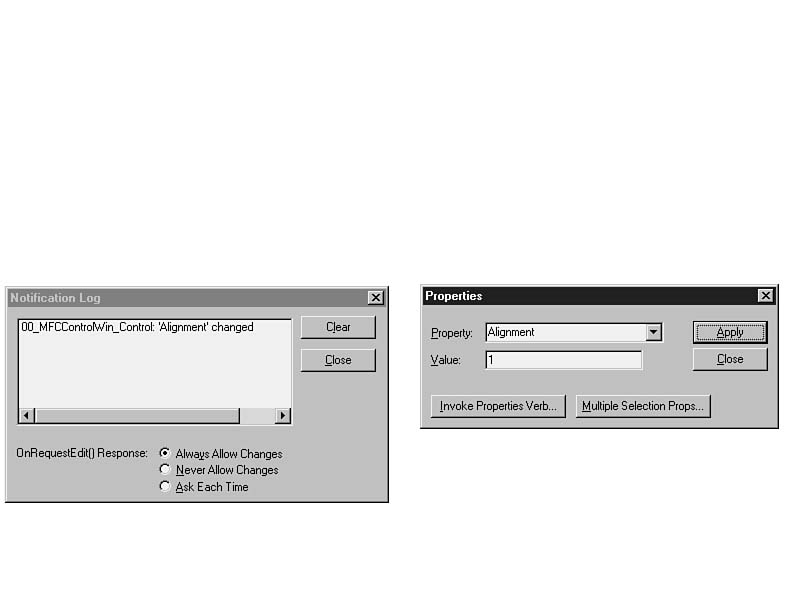 Notification Log
00_MFCControlWin_Control: 'Alignment' changed
Clear
Close
OnRequestEdit() Response:
Always Allow Changes
Never Allow Changes
Ask Each Time
Properties
Property:
Alignment
Apply
Value:
1
Close
Invoke Properties Verb...
Multiple Selection Props...